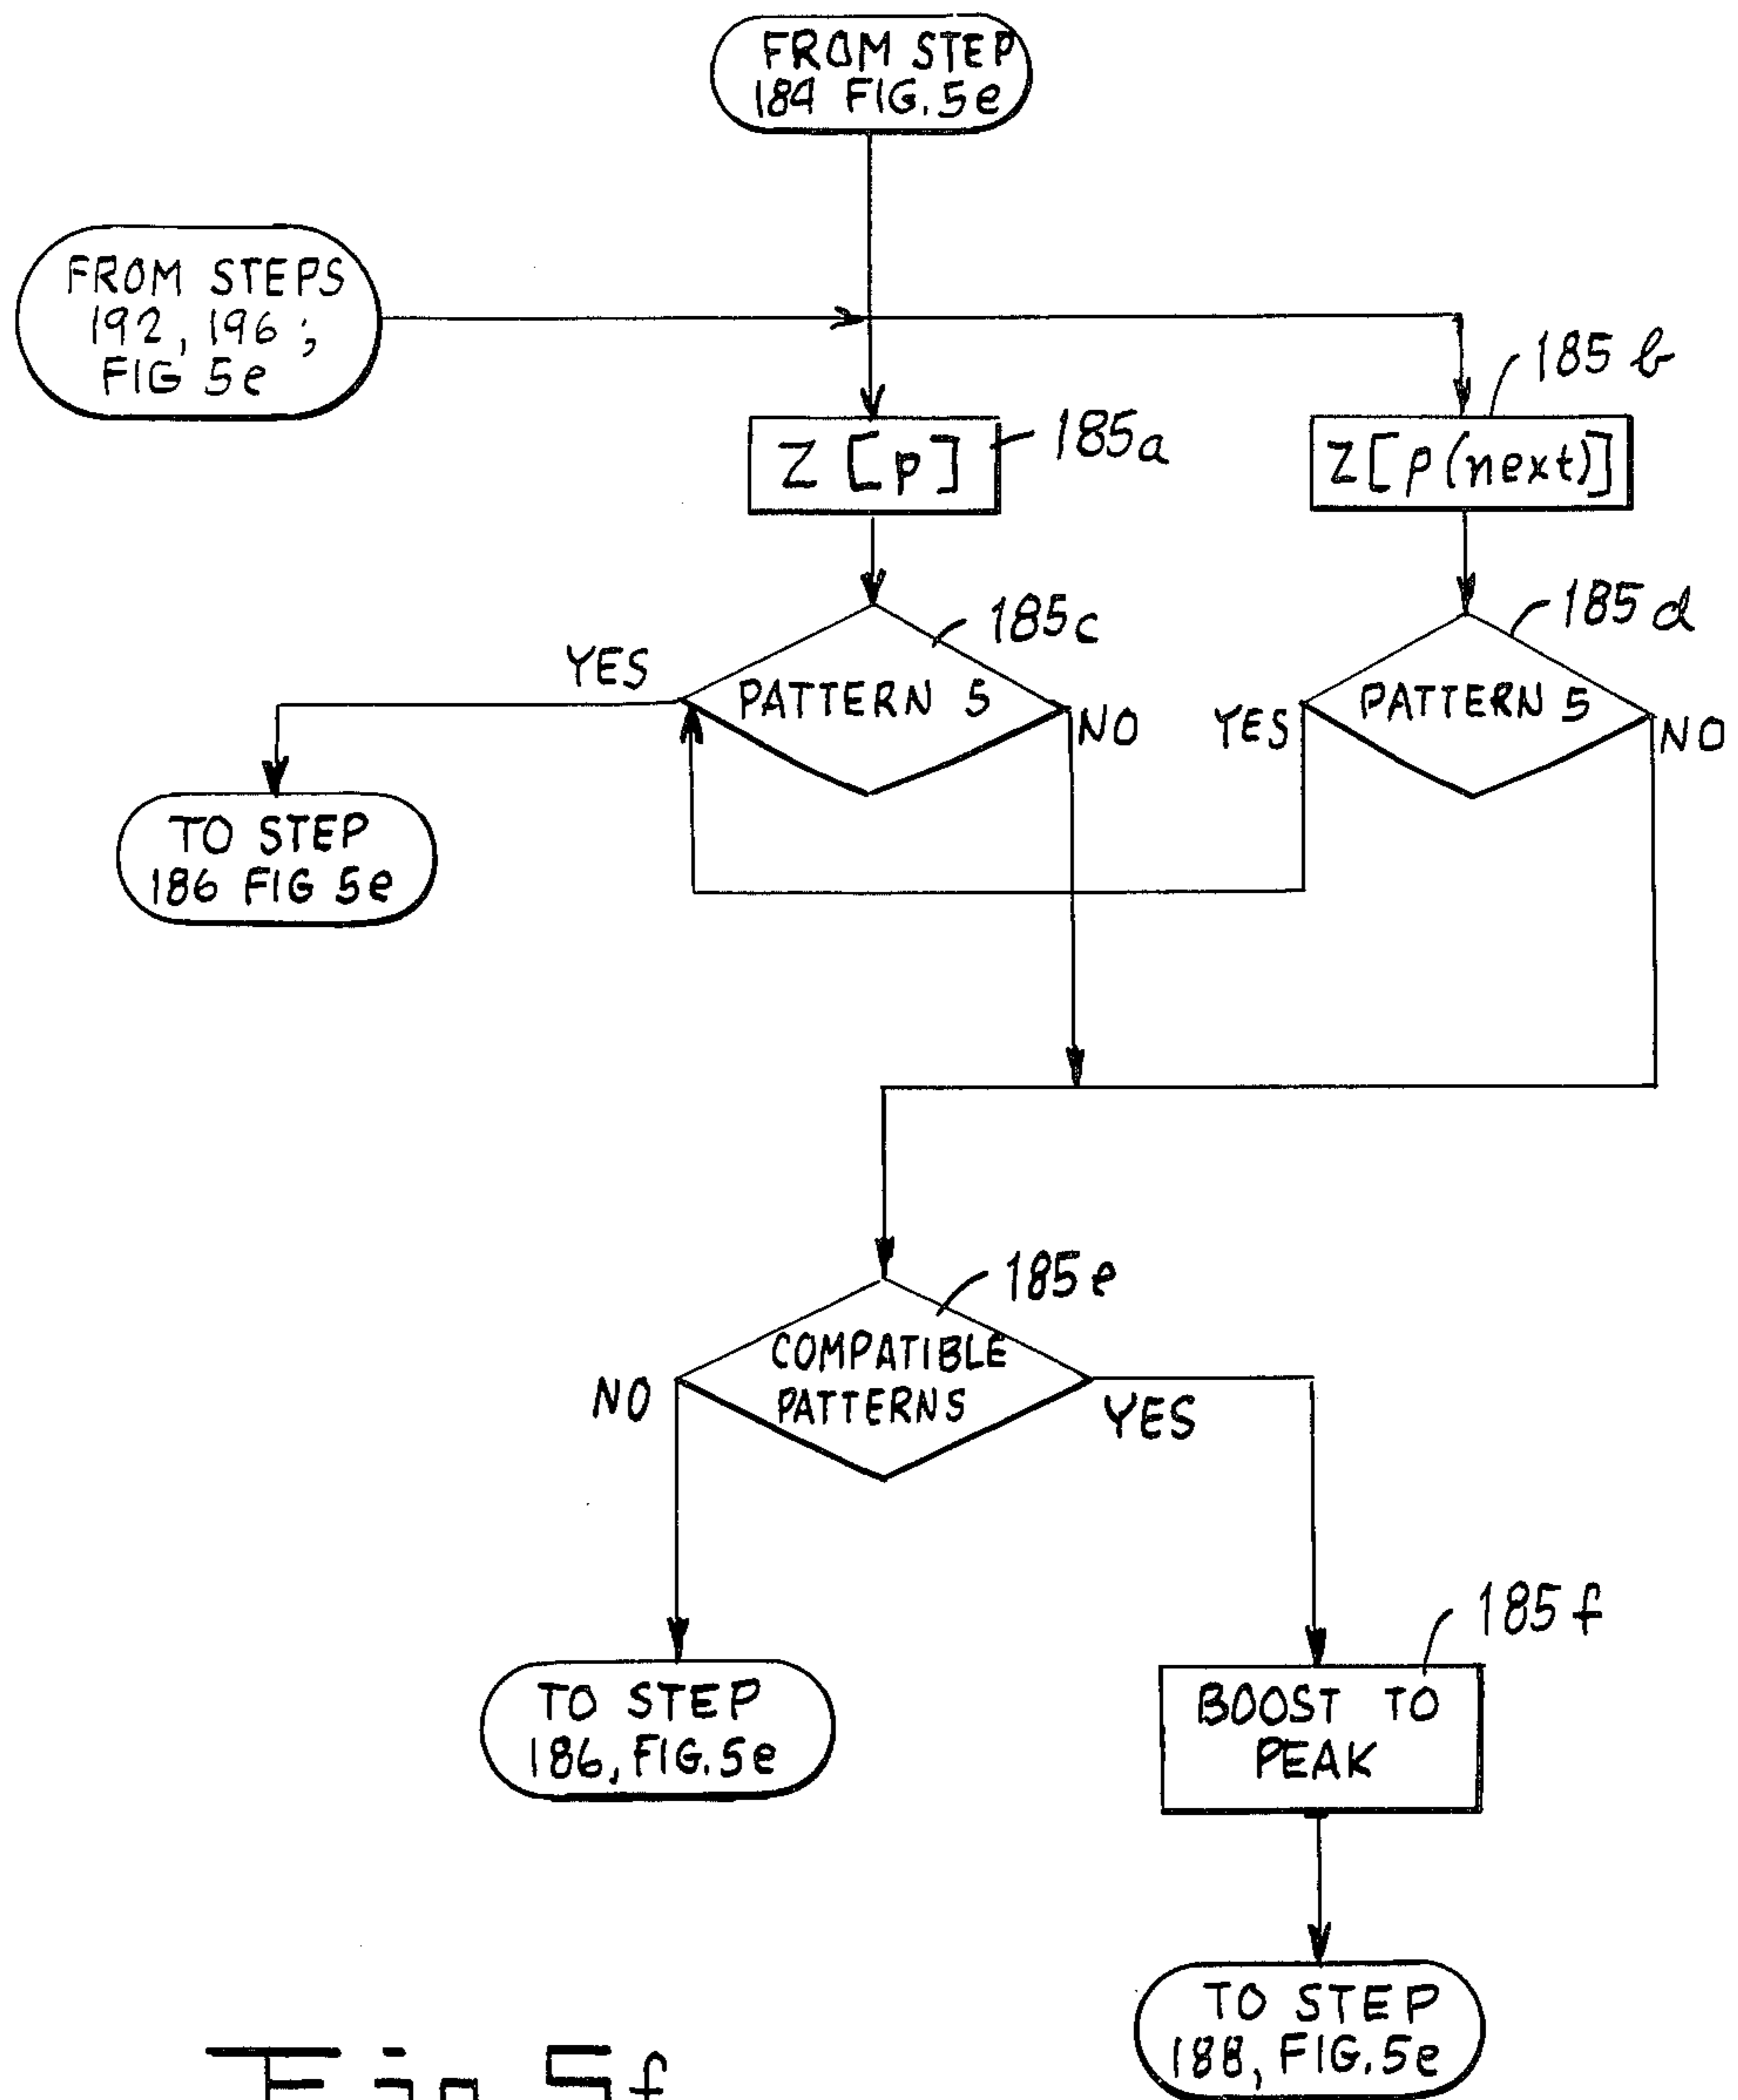 FROM STEP
184 FIG. 5e
FROM STEPS
192, 196 ;
FIG 5e
185b
Z [p]
185a
Z [p (next)]
185c
185d
YES
PATTERN 5
NO
YES
PATTERN 5
NO
TO STEP
186 FIG 5e
185e
COMPATIBLE
PATTERNS
NO
YES
185f
TO STEP
186, FIG. 5e
BOOST TO
PEAK
TO STEP
188, FIG. 5e
Fig 5f